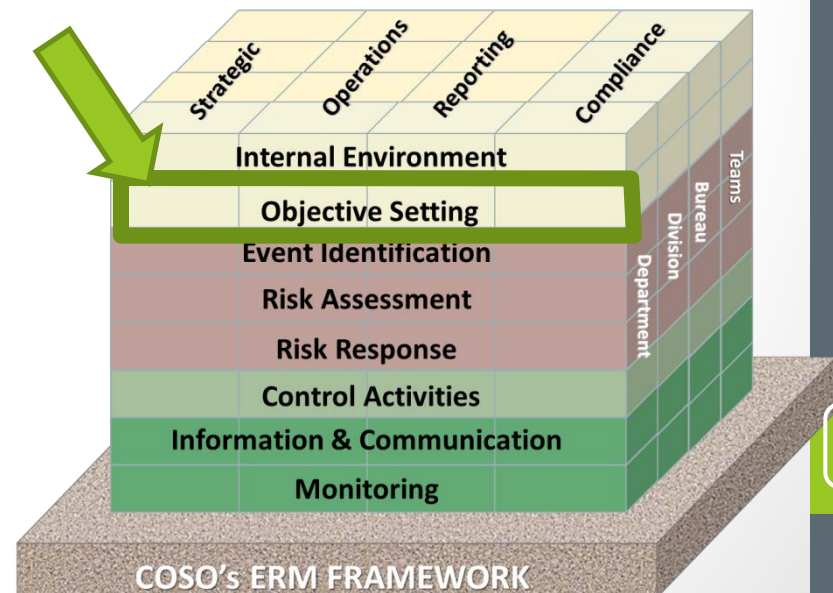 Strategic
Operations
Reporting
Compliance
Internal Environment
Objective Setting
Event Identification
Risk Assessment
Risk Response
Control Activities
Information & Communication
Monitoring
Department
Division
Bureau
Teams
COSO's ERM FRAMEWORK